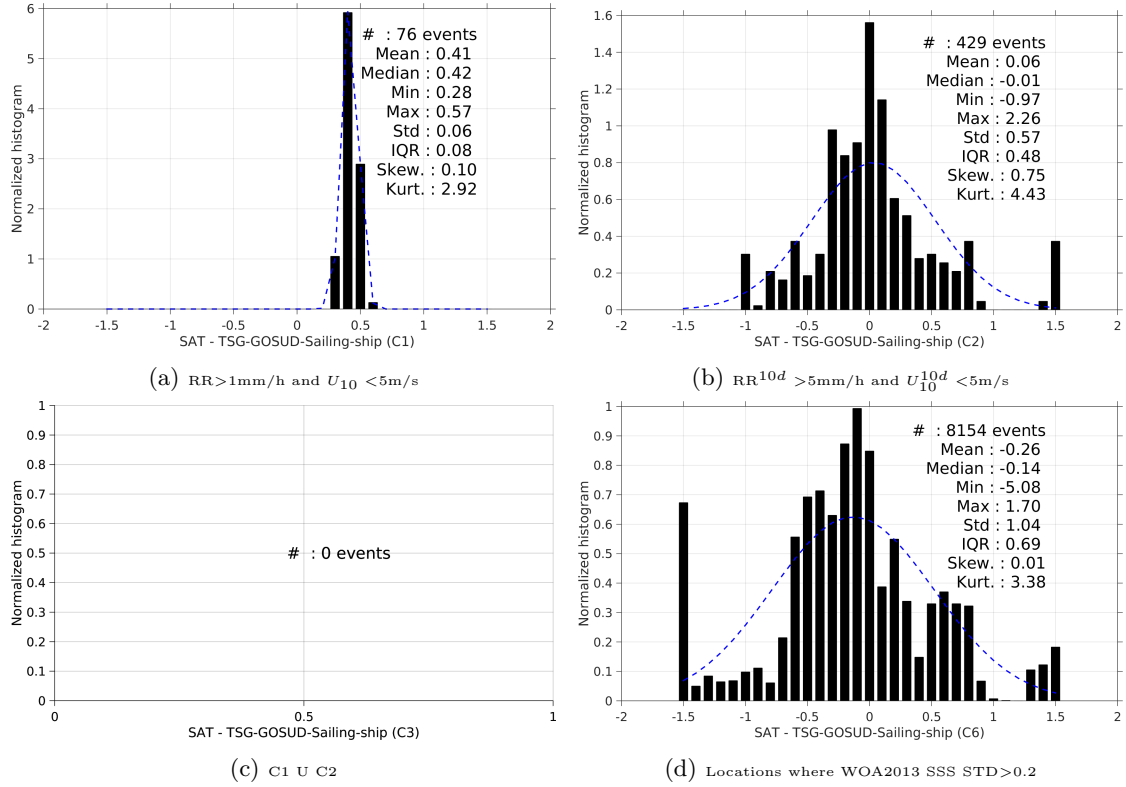 6
5
4
3
2
1
0
-2
-1.5
-1
-0.5
0
0.5
1
1.5
2
Normalized histogram
SAT - TSG-GOSUD-Sailing-ship (C1)
# : 76 events
Mean : 0.41
Median : 0.42
Min : 0.28
Max : 0.57
Std : 0.06
IQR : 0.08
Skew. : 0.10
Kurt. : 2.92
(a) RR>1mm/h and U10 <5m/s
1.6
1.4
1.2
1
0.8
0.6
0.4
0.2
0
-2
-1.5
-1
-0.5
0
0.5
1
1.5
2
Normalized histogram
SAT - TSG-GOSUD-Sailing-ship (C2)
# : 429 events
Mean : 0.06
Median : -0.01
Min : -0.97
Max : 2.26
Std : 0.57
IQR : 0.48
Skew. : 0.75
Kurt. : 4.43
(b) RR^10d >5mm/h and U_10^10d <5m/s
1
0.9
0.8
0.7
0.6
0.5
0.4
0.3
0.2
0.1
0
0
0.5
1
Normalized histogram
SAT - TSG-GOSUD-Sailing-ship (C3)
# : 0 events
(c) C1 U C2
1
0.9
0.8
0.7
0.6
0.5
0.4
0.3
0.2
0.1
0
-2
-1.5
-1
-0.5
0
0.5
1
1.5
2
Normalized histogram
SAT - TSG-GOSUD-Sailing-ship (C6)
# : 8154 events
Mean : -0.26
Median : -0.14
Min : -5.08
Max : 1.70
Std : 1.04
IQR : 0.69
Skew. : 0.01
Kurt. : 3.38
(d) Locations where WOA2013 SSS STD>0.2